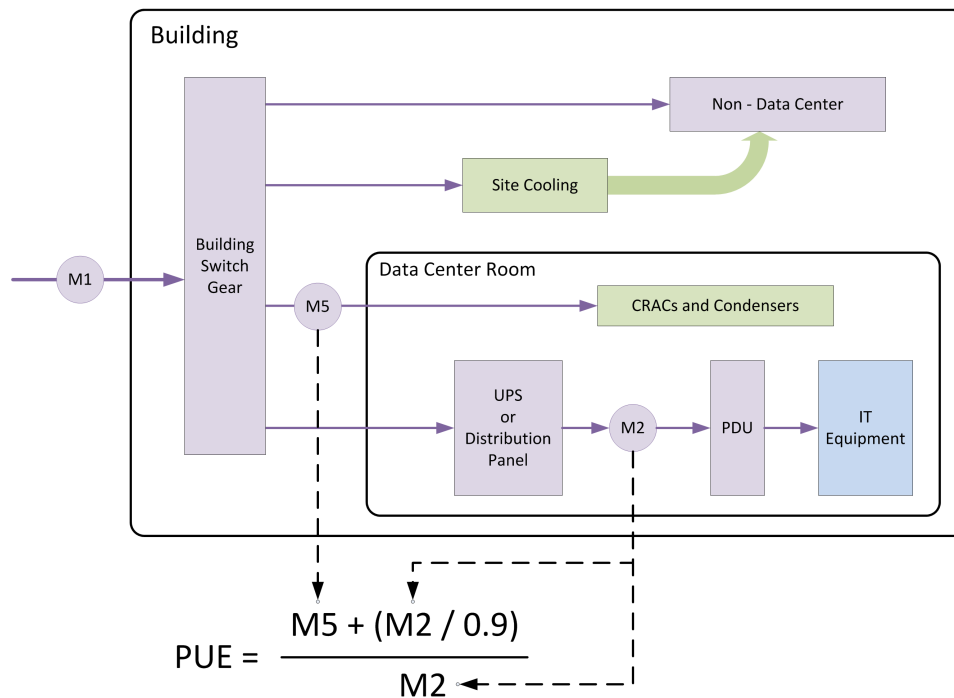 Building
Non - Data Center
Site Cooling
Building
Switch
Gear
M1
Data Center Room
M5
CRACs and Condensers
UPS
or
Distribution
Panel
M2
PDU
IT
Equipment
PUE =
M5 + (M2 / 0.9)
M2